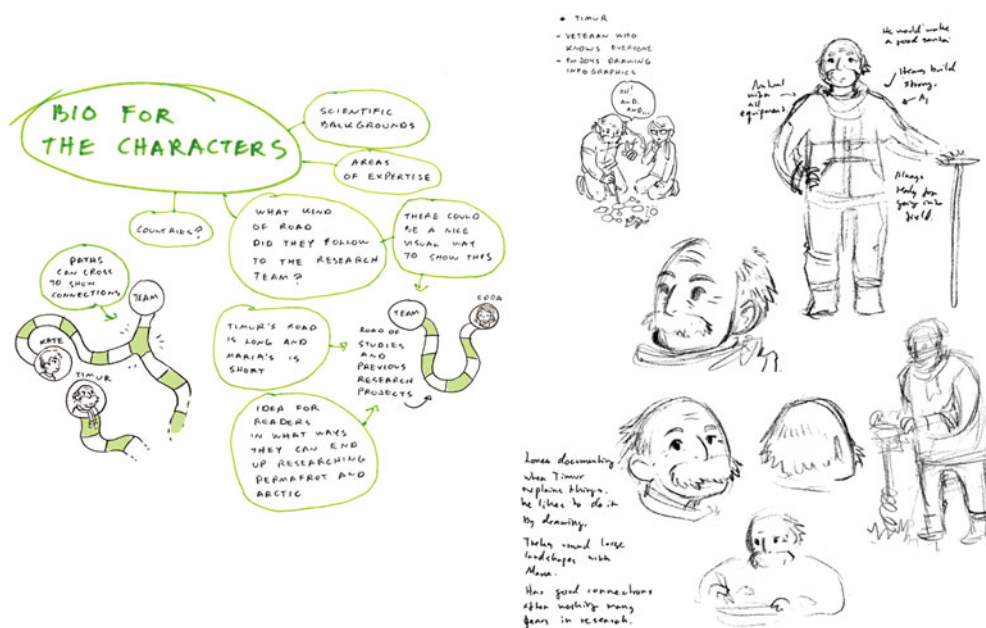 BIO FOR
THE CHARACTERS
SCIENTIFIC
BACKGROUNDS
AREAS
OF EXPERTISE
COUNTRIES?
WHAT KIND
OF ROAD
DID THEY FOLLOW
TO THE RESEARCH
TEAM?
THERE COULD
BE A NICE
VISUAL WAY
TO SHOW THIS
PATHS
CAN CROSS
TO SHOW
CONNECTIONS
TEAM
KATE
TIMUR
TIMUR'S ROAD
IS LONG AND
MARIA'S IS
SHORT
ROAD OF
STUDIES
AND
PREVIOUS
RESEARCH
PROJECTS
TEAM
IDEA FOR
READERS
IN WHAT WAYS
THEY CAN END
UP RESEARCHING
PERMAFROT AND
ARCTIC
• TIMUR
- VETERAN WHO
KNOWS EVERYONE
- ENJOYS DRAWING
INFOGRAPHICS
OH!
AND..
AND...
He would make
a good santa
Heavy build
strong.
Natural
with
all
equipment
Always
ready for
going into
field.
Loves documenting
when Timur
explains things.
he likes to do it
by drawing.
around large
landscapes with
Has good connections
after working many
years in research.